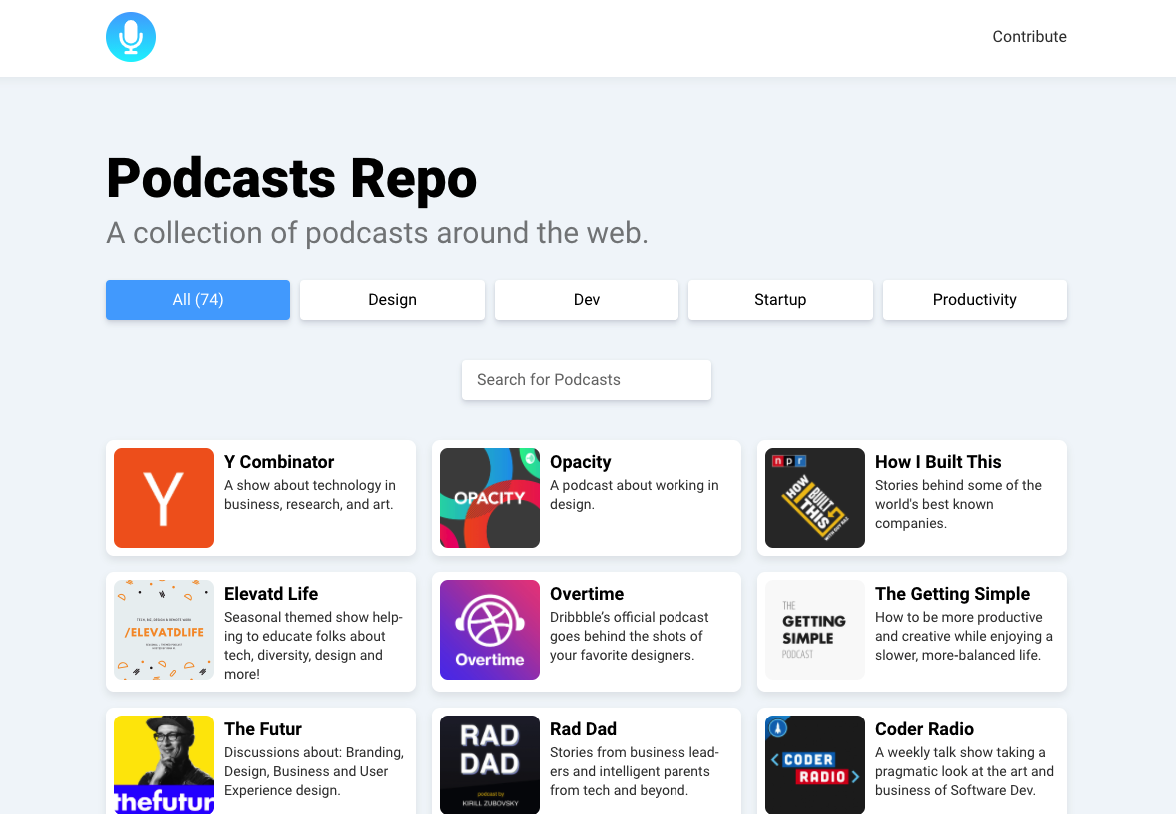 Contribute
Podcasts Repo
A collection of podcasts around the web.
All (74)
Design
Dev
Startup
Productivity
Search for Podcasts
Y
Y Combinator
A show about technology in
business, research, and art.
OPACITY
Opacity
A podcast about working in
design.
npr
HOW
I BUILT
THIS
How I Built This
Stories behind some of the
world's best known
companies.
/ELEVATDLIFE
Elevatd Life
Seasonal themed show help-
ing to educate folks about
tech, diversity, design and
more!
Overtime
Overtime
Dribbble’s official podcast
goes behind the shots of
your favorite designers.
THE
GETTING
SIMPLE
PODCAST
The Getting Simple
How to be more productive
and creative while enjoying a
slower, more-balanced life.
thefutur
The Futur
Discussions about: Branding,
Design, Business and User
Experience design.
RAD
DAD
podcast by
KIRILL ZUBOVSKY
Rad Dad
Stories from business lead-
ers and intelligent parents
from tech and beyond.
CODER
RADIO
Coder Radio
A weekly talk show taking a
pragmatic look at the art and
business of Software Dev.